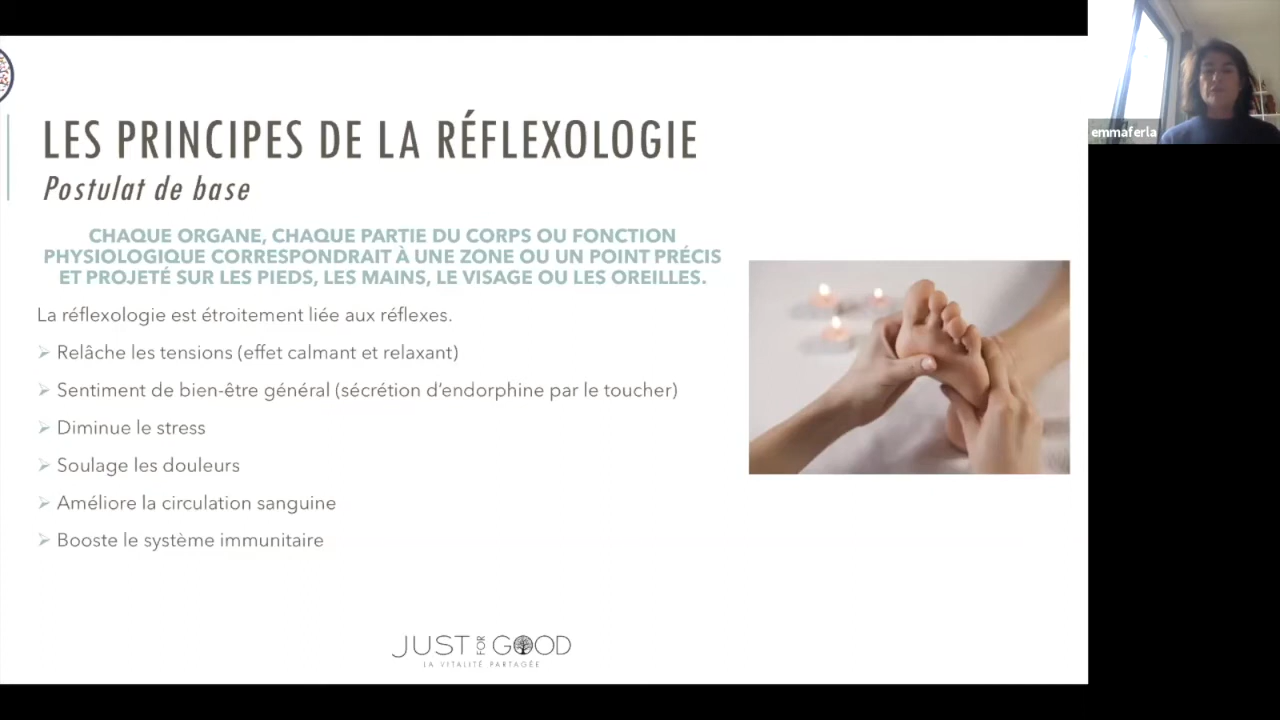 LES PRINCIPES DE LA RÉFLEXOLOGIE
Postulat de base
CHAQUE ORGANE, CHAQUE PARTIE DU CORPS OU FONCTION
PHYSIOLOGIQUE CORRESPONDRAIT À UNE ZONE OU UN POINT PRÉCIS
ET PROJETÉ SUR LES PIEDS, LES MAINS, LE VISAGE OU LES OREILLES.
La réflexologie est étroitement liée aux réflexes.
Relâche les tensions (effet calmant et relaxant)
Sentiment de bien-être général (sécrétion d'endorphine par le toucher)
Diminue le stress
Soulage les douleurs
Améliore la circulation sanguine
Booste le système immunitaire
JUST FOR GOOD
LA VITALITÉ PARTAGÉE
emmaferla